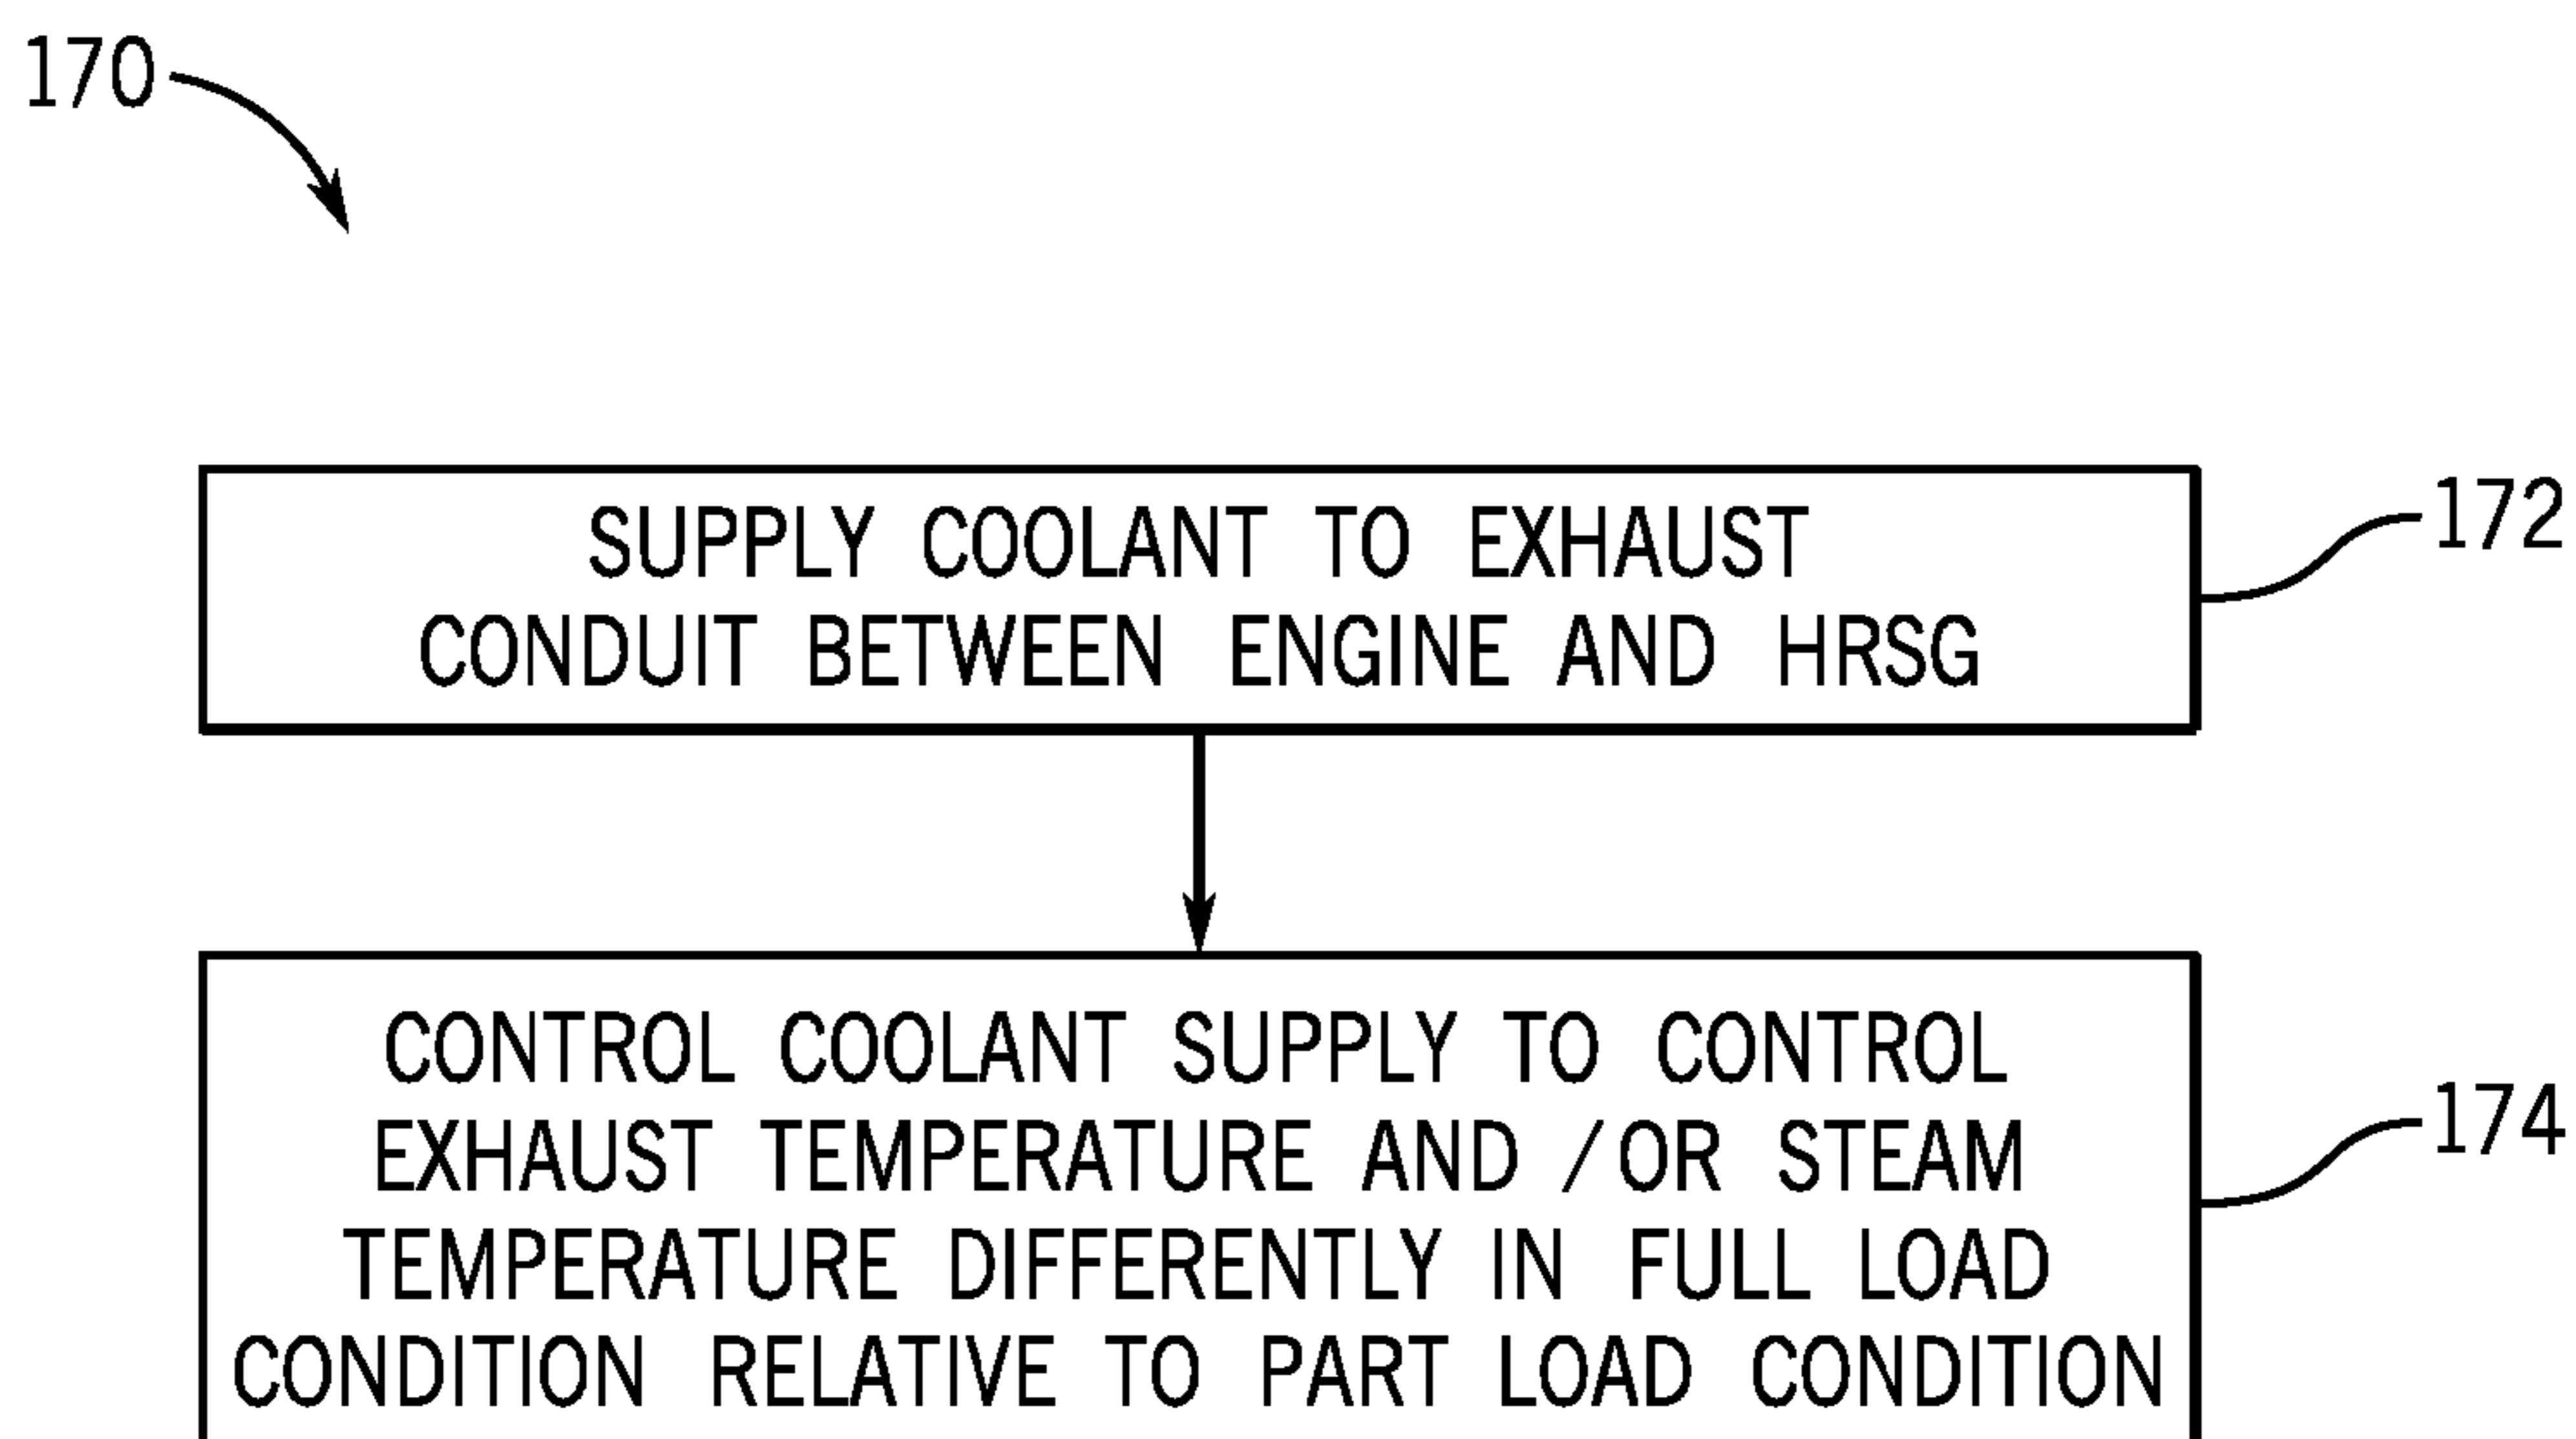 170
SUPPLY COOLANT TO EXHAUST
CONDUIT BETWEEN ENGINE AND HRSG
172
CONTROL COOLANT SUPPLY TO CONTROL
EXHAUST TEMPERATURE AND /OR STEAM
TEMPERATURE DIFFERENTLY IN FULL LOAD
CONDITION RELATIVE TO PART LOAD CONDITION
174